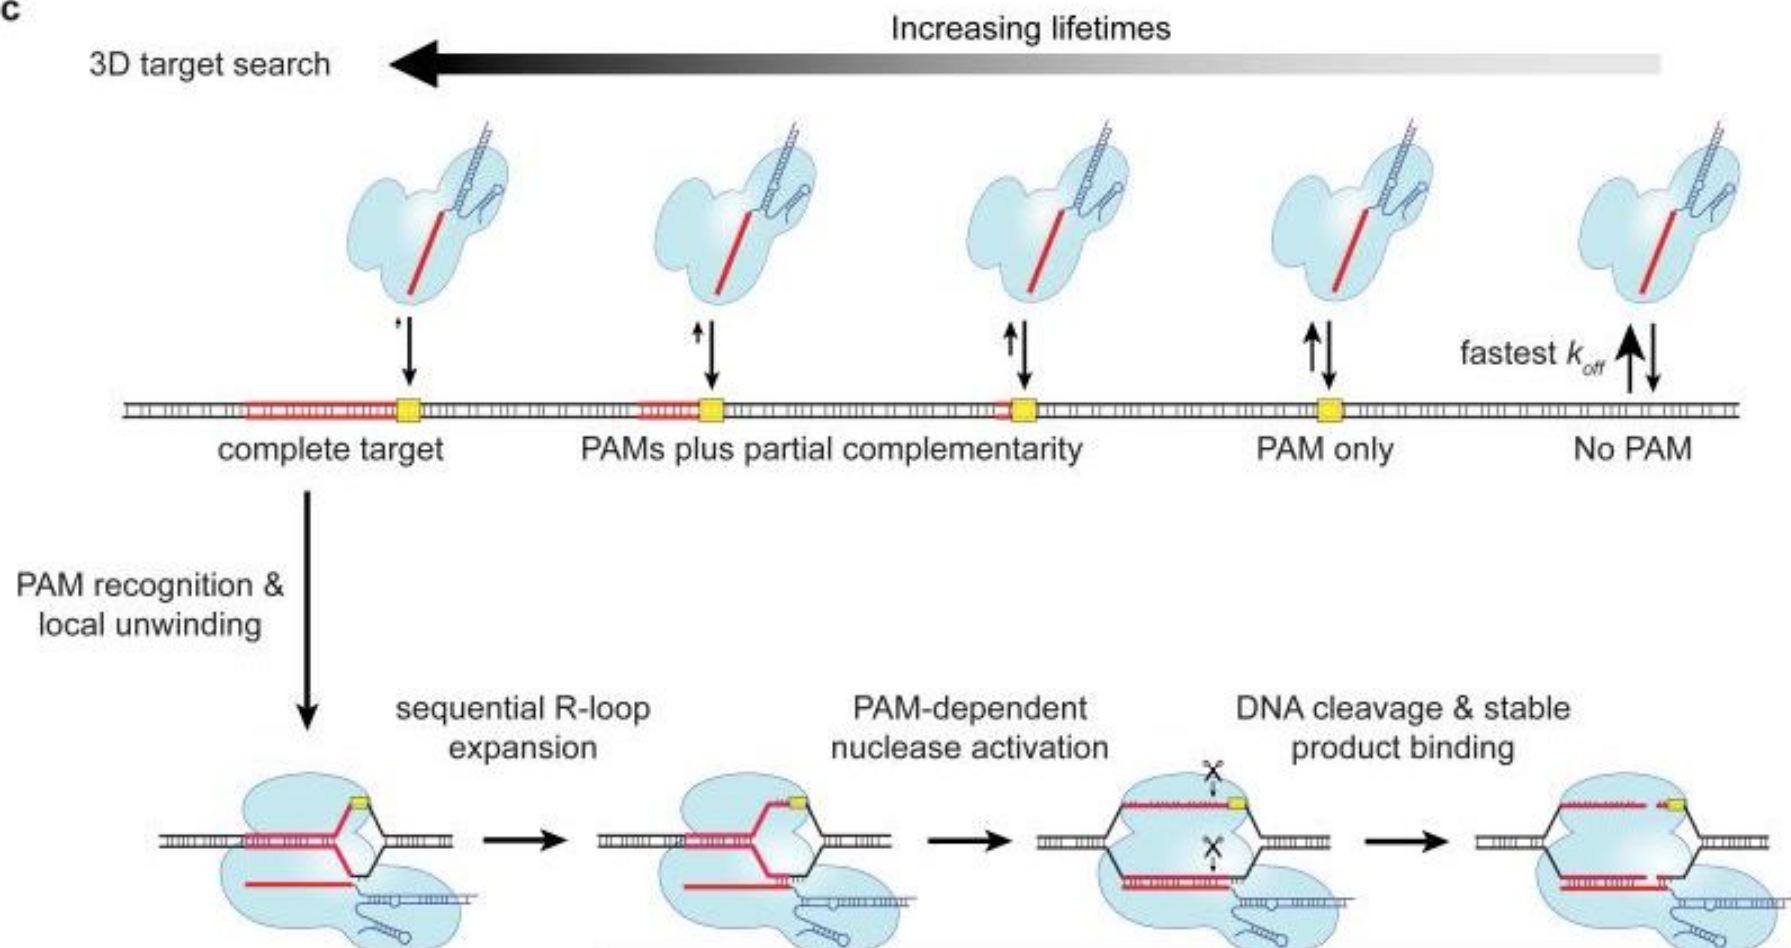 c
Increasing lifetimes
3D target search
fastest k_off
complete target
PAMs plus partial complementarity
PAM only
No PAM
PAM recognition &
local unwinding
sequential R-loop
expansion
PAM-dependent
nuclease activation
DNA cleavage & stable
product binding